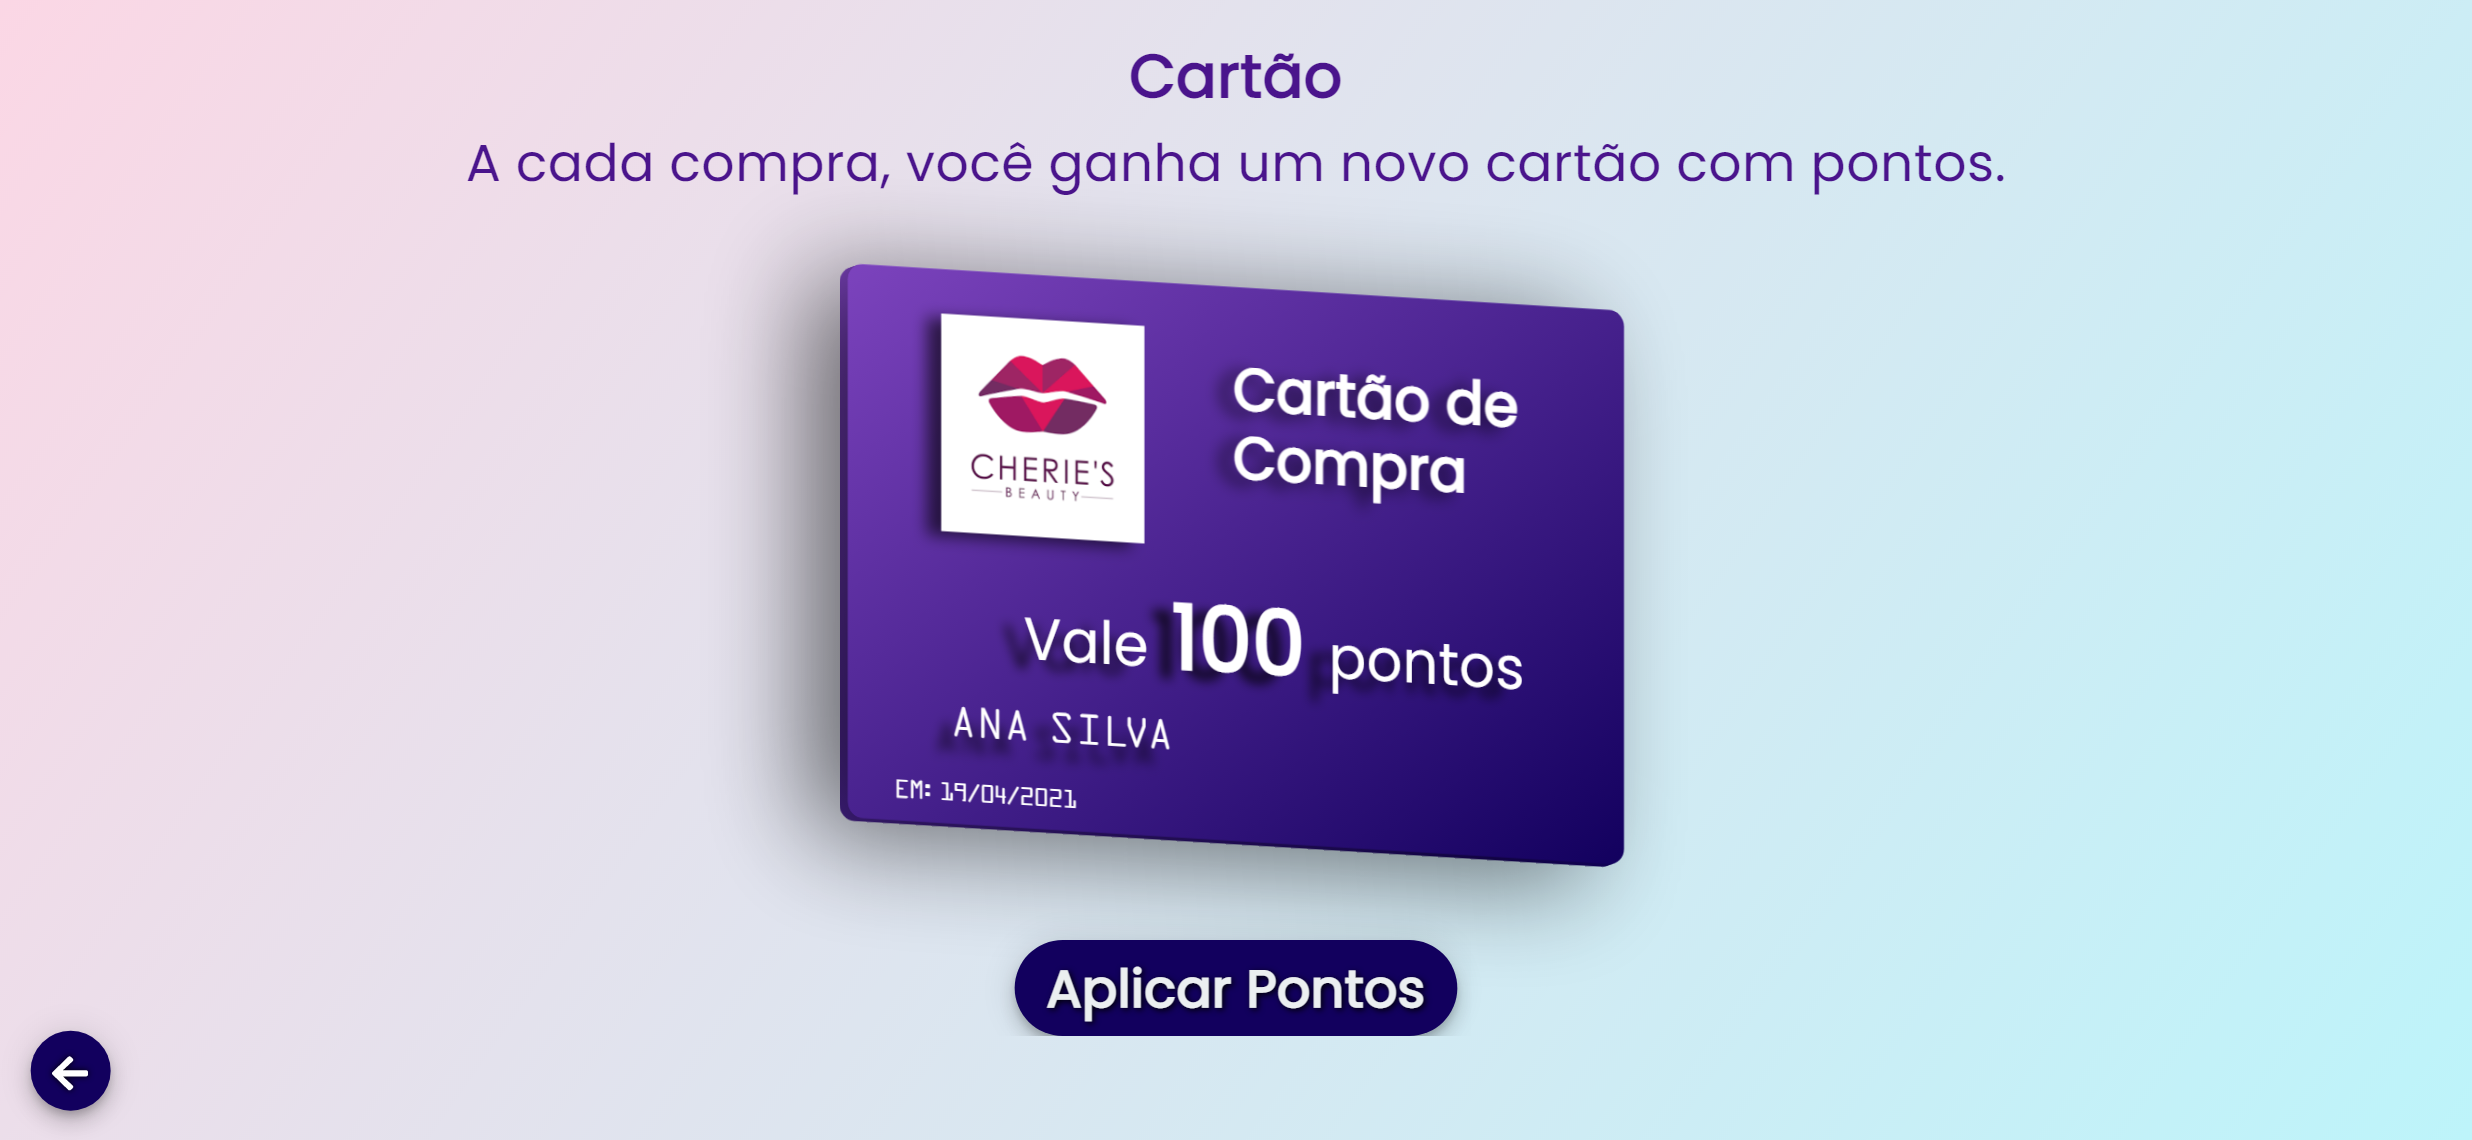 Cartão
A cada compra, você ganha um novo cartão com pontos.
CHERIE'S
BEAUTY
Cartão de
Compra
Vale 100 pontos
ANA SILVA
EM: 19/04/2021
Aplicar Pontos